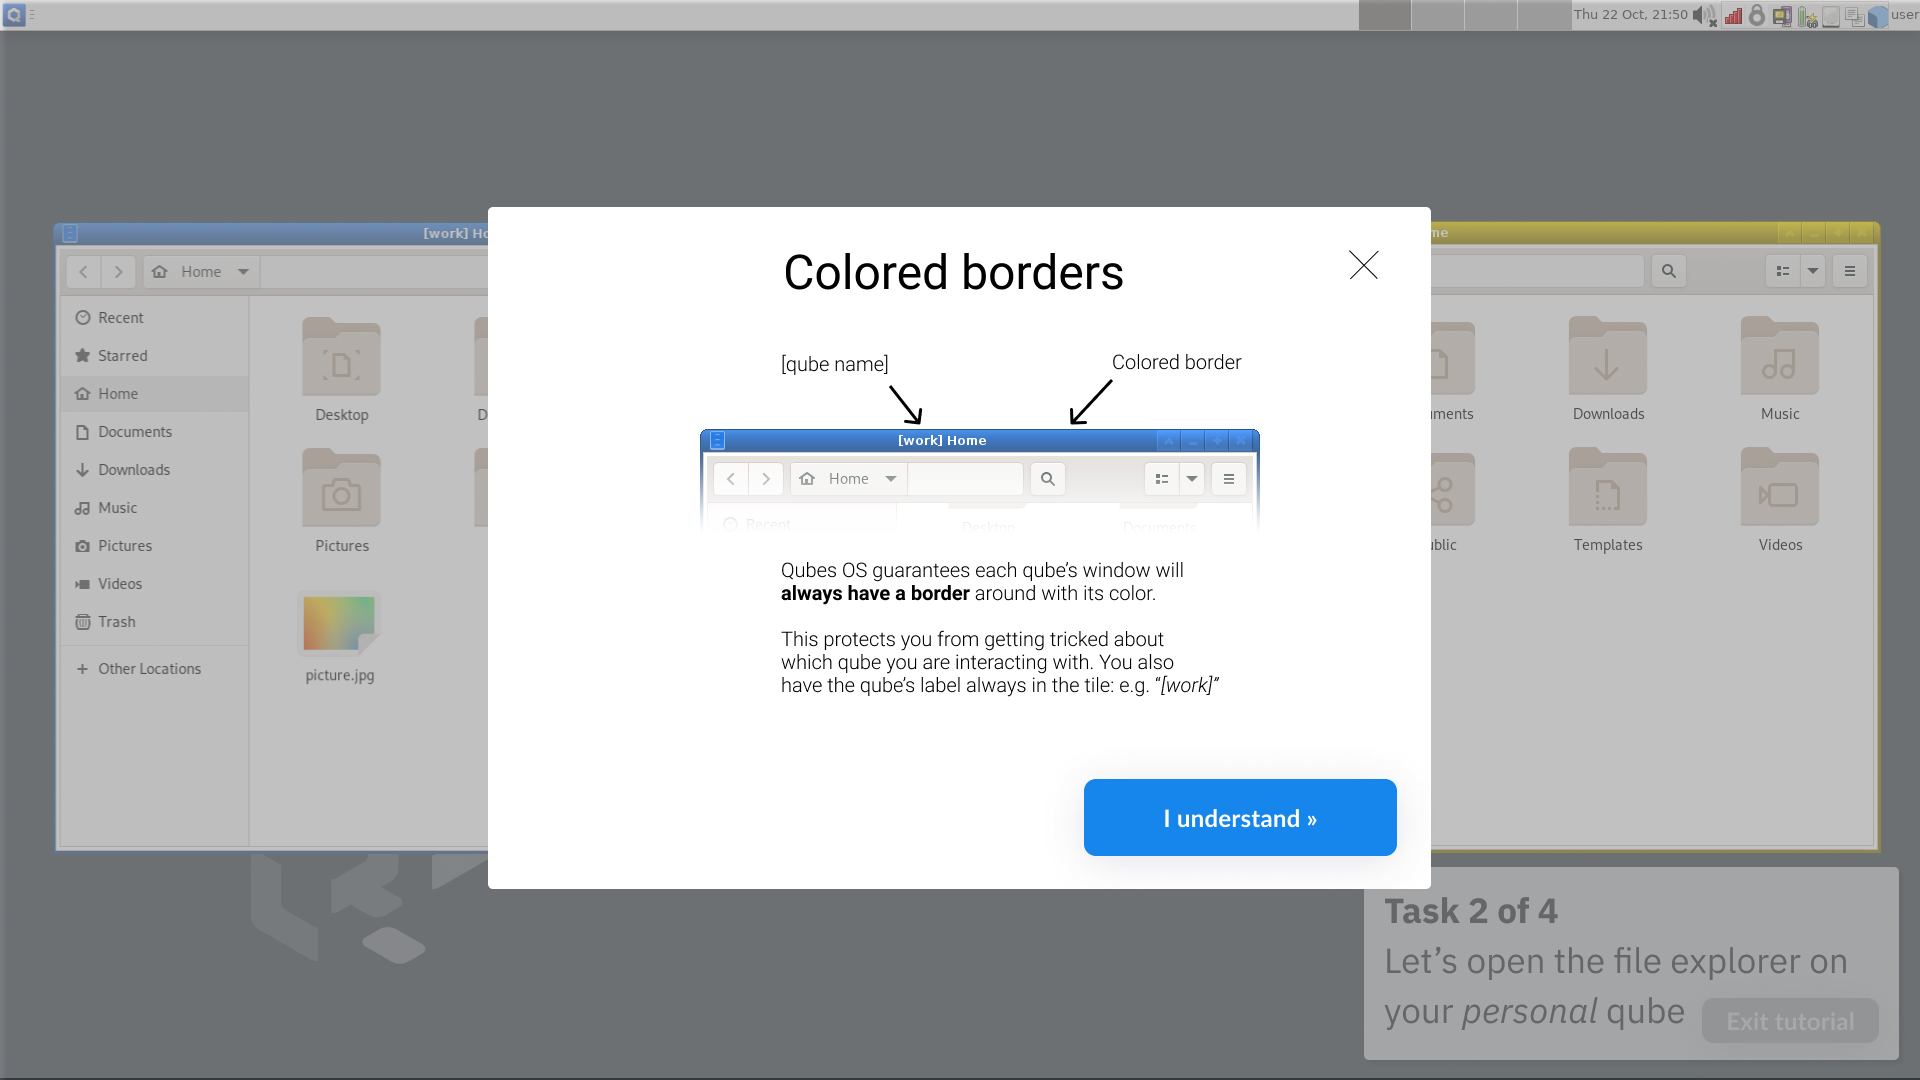 Thu 22 Oct, 21:50
user
[work] Ho
me
Home
Recent
Starred
Home
Documents
Downloads
Music
Pictures
Videos
Trash
+ Other Locations
Desktop
D
Pictures
picture.jpg
Colored borders
[qube name]
Colored border
[work] Home
Home
Recent
Desktop
Documents
Qubes OS guarantees each qube’s window will
always have a border around with its color.
This protects you from getting tricked about
which qube you are interacting with. You also
have the qube’s label always in the tile: e.g. “[work]”
I understand »
ments
Downloads
Music
blic
Templates
Videos
Task 2 of 4
Let’s open the file explorer on
your personal qube
Exit tutorial